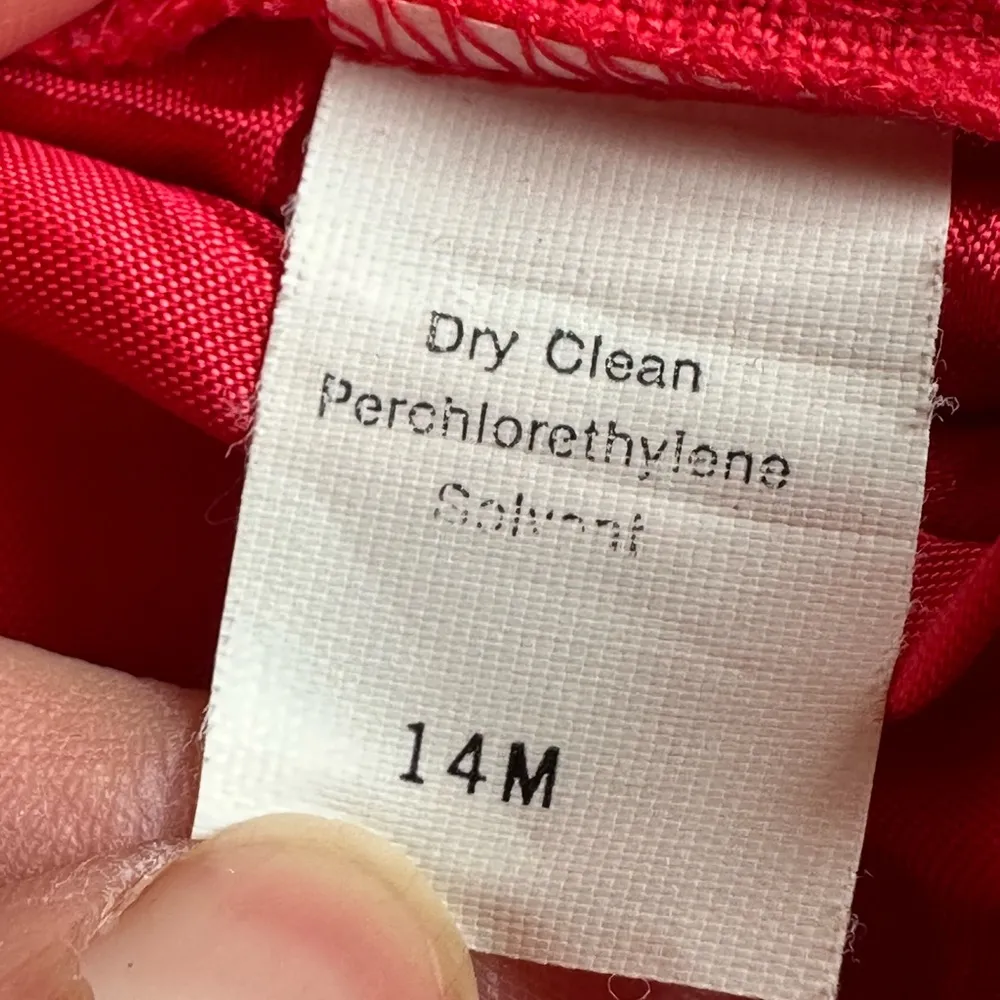 Dry Clean
Perchlorethylene
Solvent
14M